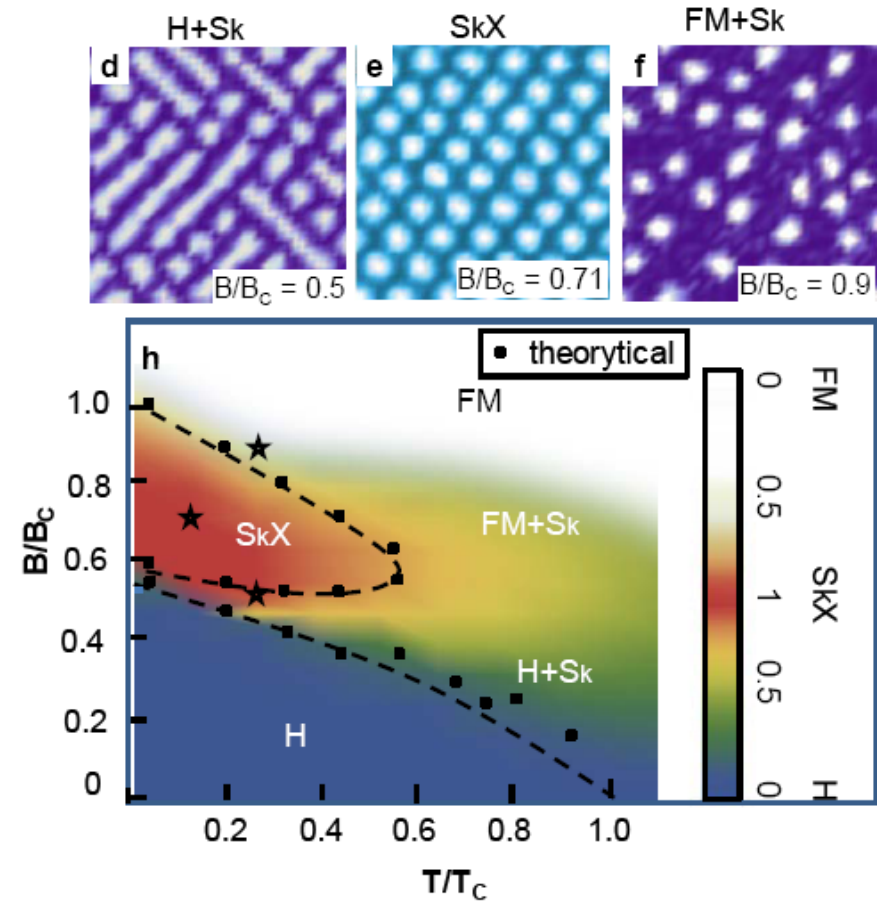 H+Sk
SkX
FM+Sk
d
e
f
B/Bc = 0.5
B/Bc = 0.71
B/Bc = 0.9
h
theorytical
FM
1.0
0.8
0.6
0.4
0.2
0
B/Bc
SkX
FM+Sk
H+Sk
H
0
0.5
1
0.5
0
FM
SkX
H
0.2
0.4
0.6
0.8
1.0
T/Tc